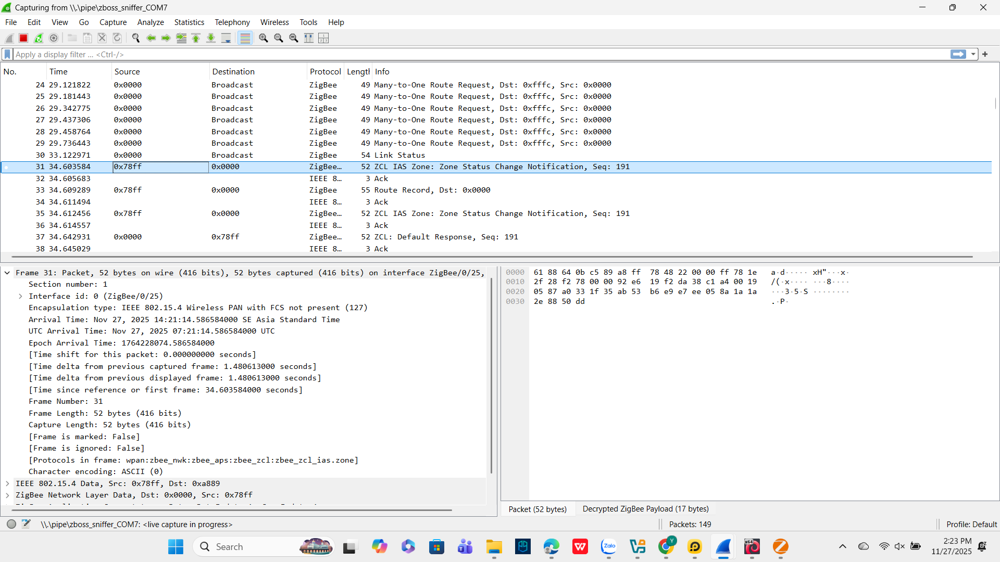 Capturing from \\.\pipe\zboss_sniffer_COM7
File Edit View Go Capture Analyze Statistics Telephony Wireless Tools Help
Apply a display filter … <Ctrl-/>
No. Time Source Destination Protocol Length Info
24 29.121822 0x0000 Broadcast ZigBee 49 Many-to-One Route Request, Dst: 0xfffc, Src: 0x0000
25 29.181443 0x0000 Broadcast ZigBee 49 Many-to-One Route Request, Dst: 0xfffc, Src: 0x0000
26 29.342775 0x0000 Broadcast ZigBee 49 Many-to-One Route Request, Dst: 0xfffc, Src: 0x0000
27 29.437306 0x0000 Broadcast ZigBee 49 Many-to-One Route Request, Dst: 0xfffc, Src: 0x0000
28 29.458764 0x0000 Broadcast ZigBee 49 Many-to-One Route Request, Dst: 0xfffc, Src: 0x0000
29 29.736443 0x0000 Broadcast ZigBee 49 Many-to-One Route Request, Dst: 0xfffc, Src: 0x0000
30 33.122971 0x0000 Broadcast ZigBee 54 Link Status
31 34.603584 0x78ff 0x0000 ZigBee… 52 ZCL IAS Zone: Zone Status Change Notification, Seq: 191
32 34.605683 IEEE 8… 3 Ack
33 34.609289 0x78ff 0x0000 ZigBee 55 Route Record, Dst: 0x0000
34 34.611494 IEEE 8… 3 Ack
35 34.612456 0x78ff 0x0000 ZigBee… 52 ZCL IAS Zone: Zone Status Change Notification, Seq: 191
36 34.614557 IEEE 8… 3 Ack
37 34.642931 0x0000 0x78ff ZigBee… 52 ZCL: Default Response, Seq: 191
38 34.645029 IEEE 8… 3 Ack
Frame 31: Packet, 52 bytes on wire (416 bits), 52 bytes captured (416 bits) on interface ZigBee/0/25,
Section number: 1
Interface id: 0 (ZigBee/0/25)
Encapsulation type: IEEE 802.15.4 Wireless PAN with FCS not present (127)
Arrival Time: Nov 27, 2025 14:21:14.586584000 SE Asia Standard Time
UTC Arrival Time: Nov 27, 2025 07:21:14.586584000 UTC
Epoch Arrival Time: 1764228074.586584000
[Time shift for this packet: 0.000000000 seconds]
[Time delta from previous captured frame: 1.480613000 seconds]
[Time delta from previous displayed frame: 1.480613000 seconds]
[Time since reference or first frame: 34.603584000 seconds]
Frame Number: 31
Frame Length: 52 bytes (416 bits)
Capture Length: 52 bytes (416 bits)
[Frame is marked: False]
[Frame is ignored: False]
[Protocols in frame: wpan:zbee_nwk:zbee_aps:zbee_zcl:zbee_zcl_ias.zone]
Character encoding: ASCII (0)
IEEE 802.15.4 Data, Src: 0x78ff, Dst: 0xa889
ZigBee Network Layer Data, Dst: 0x0000, Src: 0x78ff
0000 61 88 64 0b c5 89 a8 ff 78 48 22 00 00 ff 78 1e a·d····· xH"···x·
0010 2f 28 f2 78 00 00 92 e6 19 f2 da 38 c1 a4 00 19 /(·x···· ···8····
0020 05 87 a0 33 1f 35 ab 53 b6 e9 e7 ee 05 8a 1a 1a ···3·5·S ········
0030 2e 88 50 dd .·P·
Packet (52 bytes) Decrypted ZigBee Payload (17 bytes)
\\.\pipe\zboss_sniffer_COM7: <live capture in progress> Packets: 149 Profile: Default
Search
Zalo
x64
2:23 PM
11/27/2025